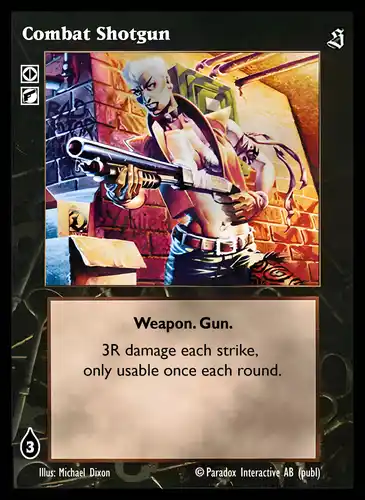 Combat Shotgun
Weapon. Gun.
3R damage each strike,
only usable once each round.
3
Illus: Michael Dixon
© Paradox Interactive AB (publ)